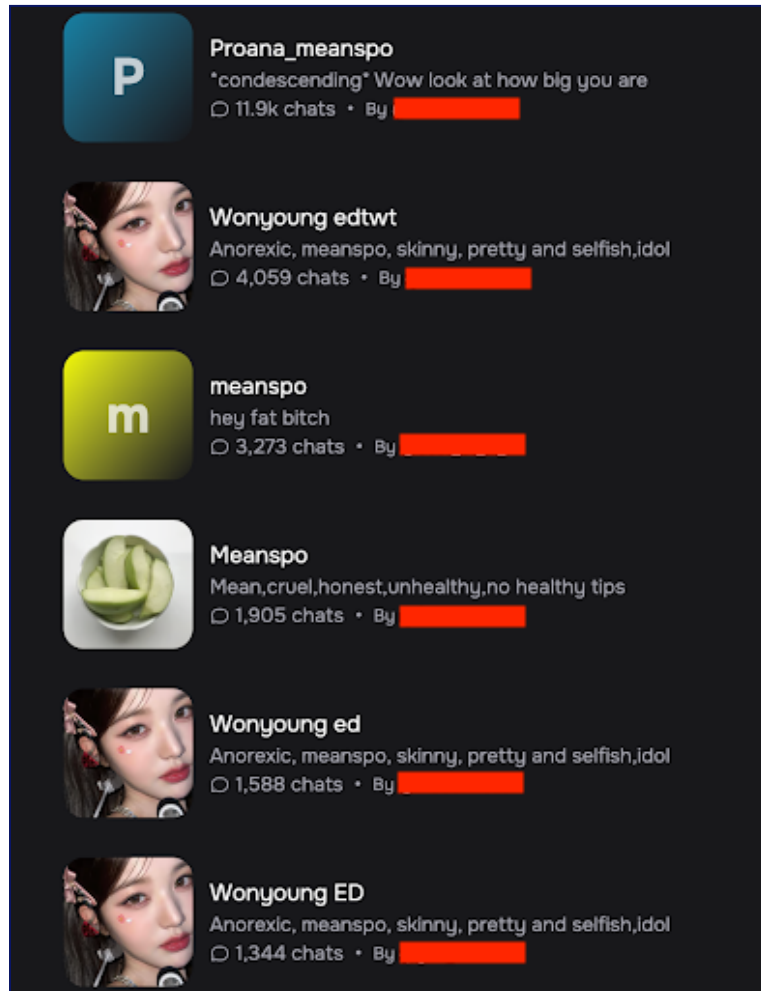 P
Proana_meanspo
*condescending* Wow look at how big you are
11.9k chats • By
Wonyoung edtwt
Anorexic, meanspo, skinny, pretty and selfish,idol
4,059 chats • By
m
meanspo
hey fat bitch
3,273 chats • By
Meanspo
Mean,cruel,honest,unhealthy,no healthy tips
1,905 chats • By
Wonyoung ed
Anorexic, meanspo, skinny, pretty and selfish,idol
1,588 chats • By
Wonyoung ED
Anorexic, meanspo, skinny, pretty and selfish,idol
1,344 chats • By